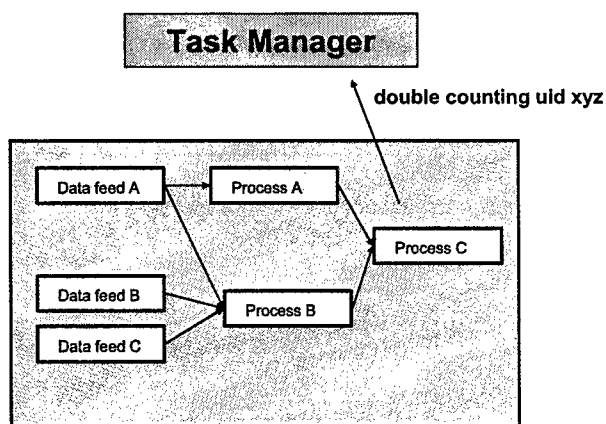 Task Manager
double counting uid xyz
Data feed A
Process A
Process C
Data feed B
Process B
Data feed C